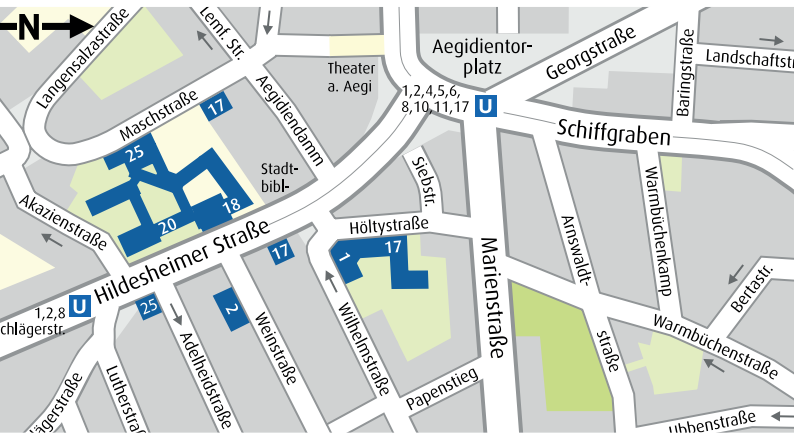 N
Langensalzastraße
Lemf. Str.
Maschstraße
Aegidiendamm
Theater
a. Aegi
Aegidientor-
platz
1,2,4,5,6,
8,10,11,17
U
Georgstraße
Baringstraße
Landschaftstr
Schiffgraben
17
25
Stadt-
bibl-
18
20
Akazienstraße
Hildesheimer Straße
Siebstr.
Höltystraße
17
1
17
Marienstraße
Arnswaldt-
straße
Warmbüchenkamp
Bertastr.
Warmbüchenstraße
1,2,8
U
chlägerstr.
25
2
Adelheidstraße
Weinstraße
Wilhelmstraße
Papenstieg
Lutherstraß
ägerstraße
Ubbenstraße